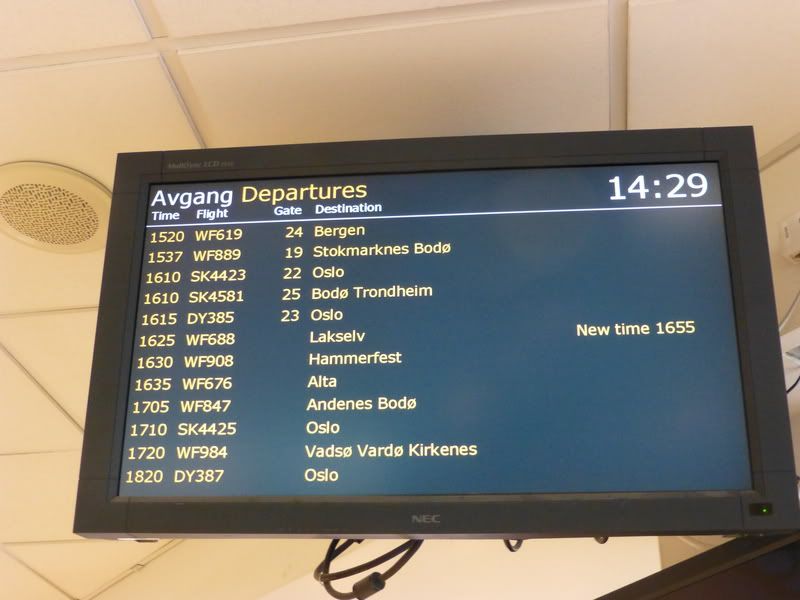 MultiSync LCD
Avgang Departures 14:29
Time Flight Gate Destination
1520 WF619 24 Bergen
1537 WF889 19 Stokmarknes Bodø
1610 SK4423 22 Oslo
1610 SK4581 25 Bodø Trondheim
1615 DY385 23 Oslo
1625 WF688 Lakselv New time 1655
1630 WF908 Hammerfest
1635 WF676 Alta
1705 WF847 Andenes Bodø
1710 SK4425 Oslo
1720 WF984 Vadsø Vardø Kirkenes
1820 DY387 Oslo
NEC